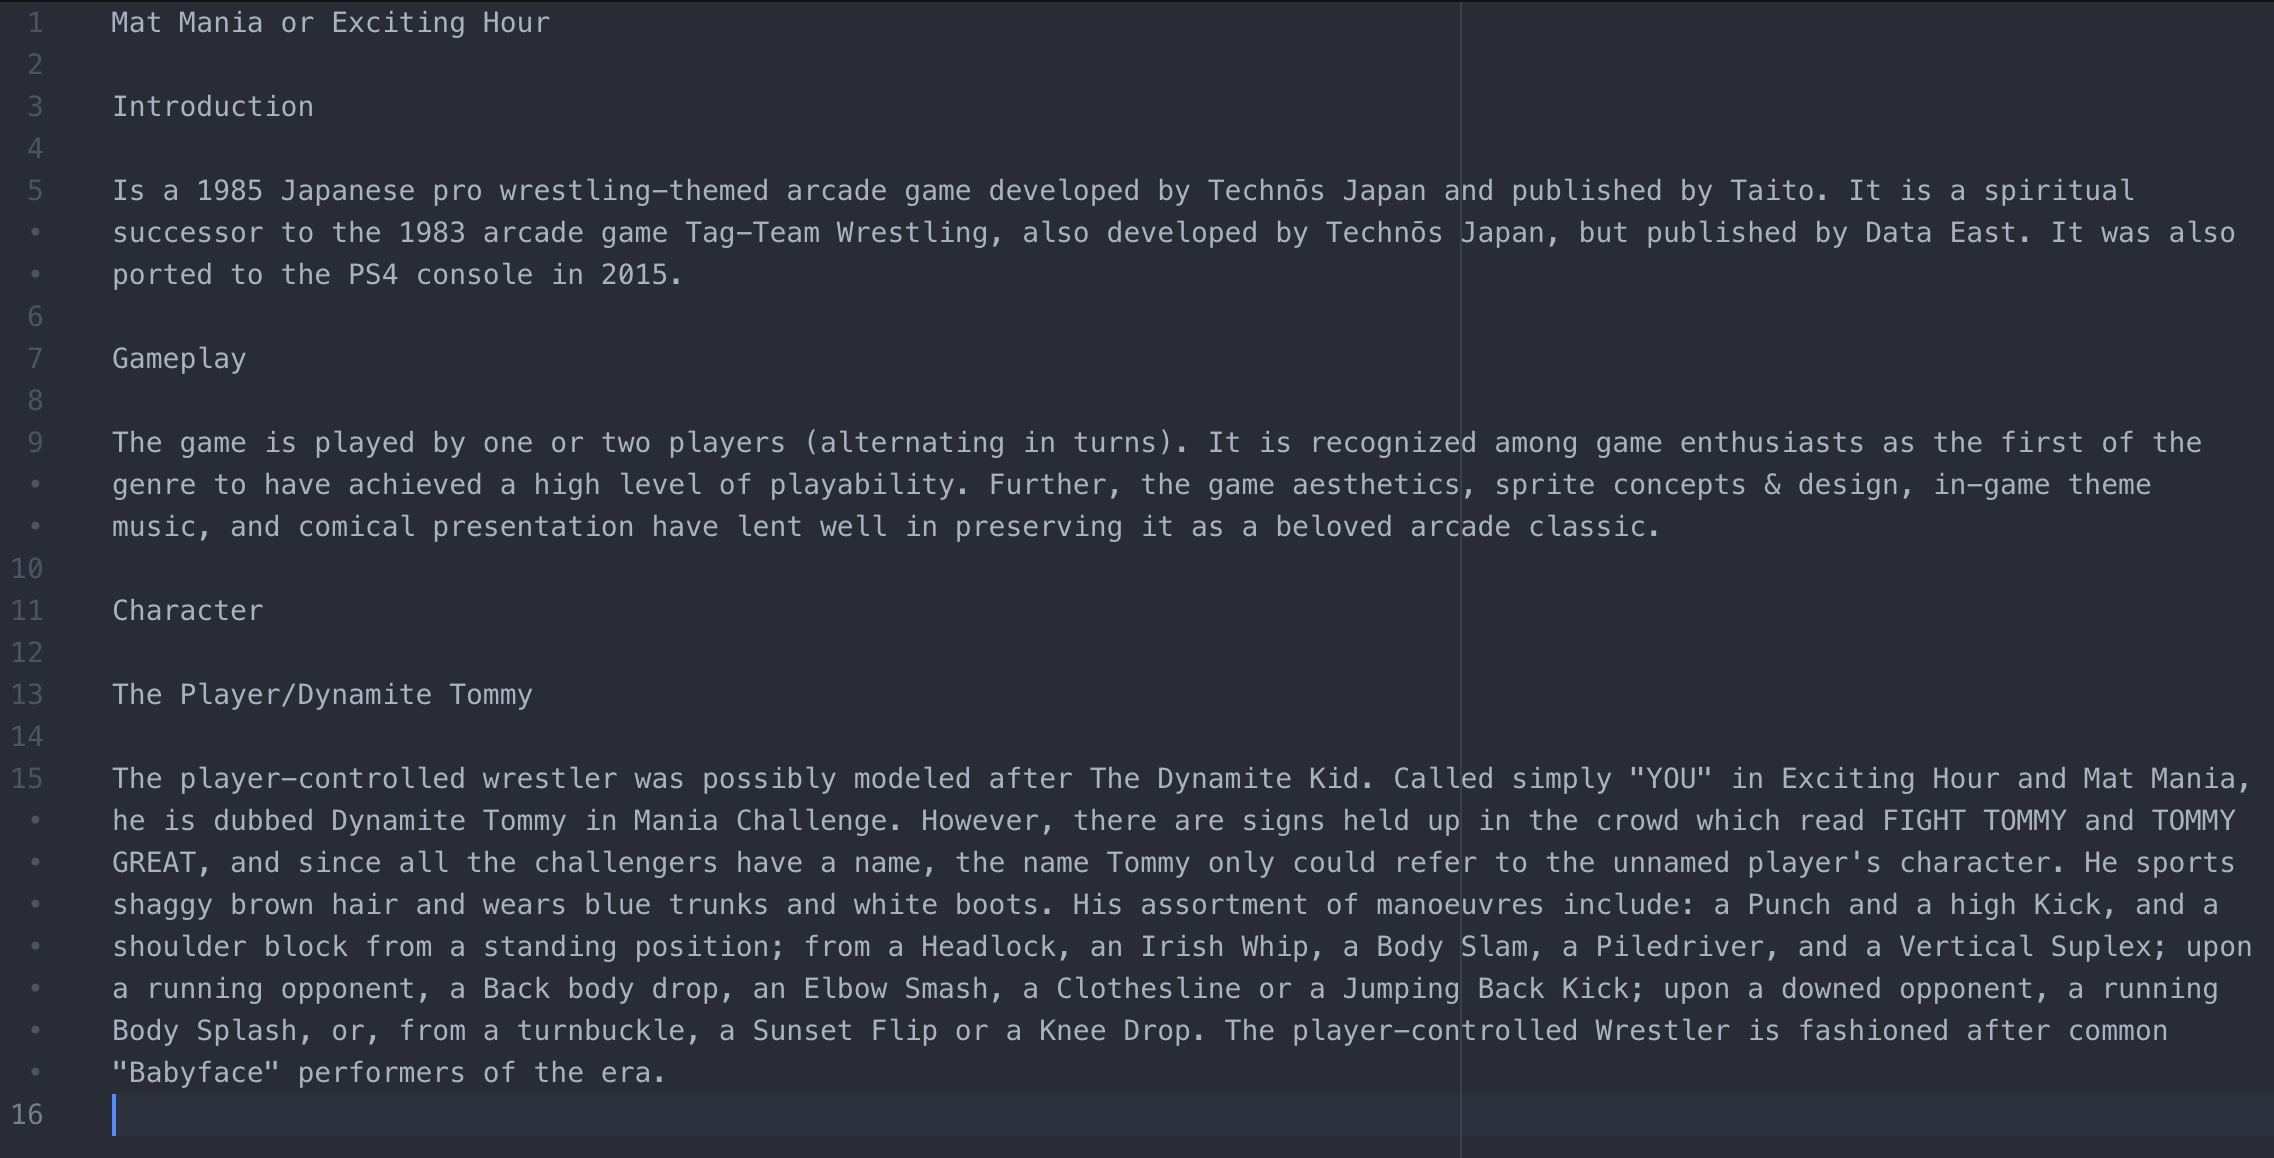 1 Mat Mania or Exciting Hour
2
3 Introduction
4
5 Is a 1985 Japanese pro wrestling-themed arcade game developed by Technōs Japan and published by Taito. It is a spiritual
• successor to the 1983 arcade game Tag-Team Wrestling, also developed by Technōs Japan, but published by Data East. It was also
• ported to the PS4 console in 2015.
6
7 Gameplay
8
9 The game is played by one or two players (alternating in turns). It is recognized among game enthusiasts as the first of the
• genre to have achieved a high level of playability. Further, the game aesthetics, sprite concepts & design, in-game theme
• music, and comical presentation have lent well in preserving it as a beloved arcade classic.
10
11 Character
12
13 The Player/Dynamite Tommy
14
15 The player-controlled wrestler was possibly modeled after The Dynamite Kid. Called simply "YOU" in Exciting Hour and Mat Mania,
• he is dubbed Dynamite Tommy in Mania Challenge. However, there are signs held up in the crowd which read FIGHT TOMMY and TOMMY
• GREAT, and since all the challengers have a name, the name Tommy only could refer to the unnamed player's character. He sports
• shaggy brown hair and wears blue trunks and white boots. His assortment of manoeuvres include: a Punch and a high Kick, and a
• shoulder block from a standing position; from a Headlock, an Irish Whip, a Body Slam, a Piledriver, and a Vertical Suplex; upon
• a running opponent, a Back body drop, an Elbow Smash, a Clothesline or a Jumping Back Kick; upon a downed opponent, a running
• Body Splash, or, from a turnbuckle, a Sunset Flip or a Knee Drop. The player-controlled Wrestler is fashioned after common
• "Babyface" performers of the era.
16